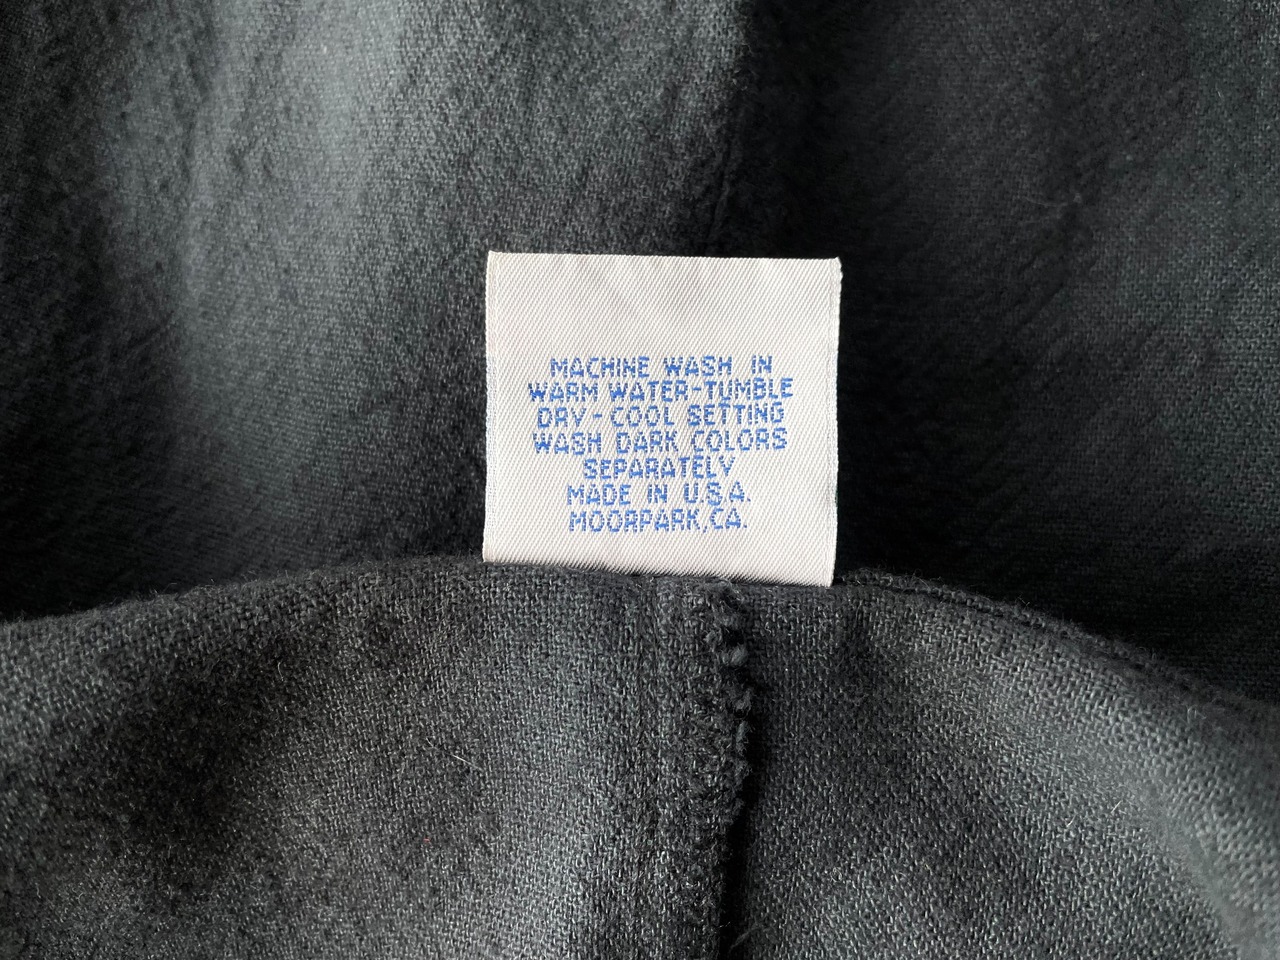 MACHINE WASH IN
WARM WATER-TUMBLE
DRY-COOL SETTING
WASH DARK COLORS
SEPARATELY
MADE IN U.S.A.
MOORPARK, CA.